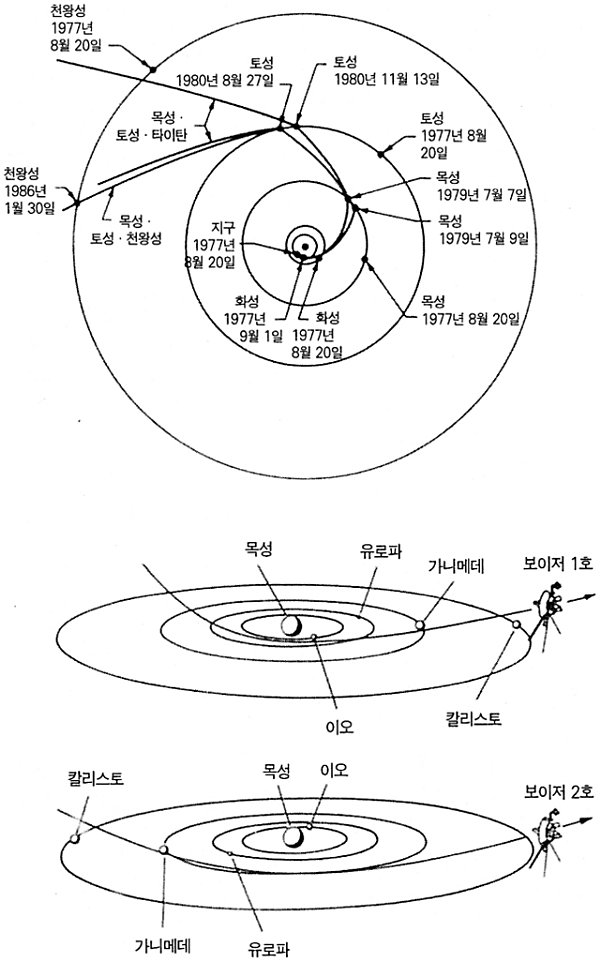 천왕성
1977년
8월 20일
토성
1980년 8월 27일
토성
1980년 11월 13일
목성·
토성·타이탄
토성
1977년 8월
20일
천왕성
1986년
1월 30일
목성
1979년 7월 7일
목성·
토성·천왕성
지구
1977년
8월 20일
목성
1979년 7월 9일
화성
1977년
9월 1일
화성
1977년
8월 20일
목성
1977년 8월 20일
목성
유로파
가니메데
보이저 1호
이오
칼리스토
칼리스토
목성
이오
보이저 2호
가니메데
유로파